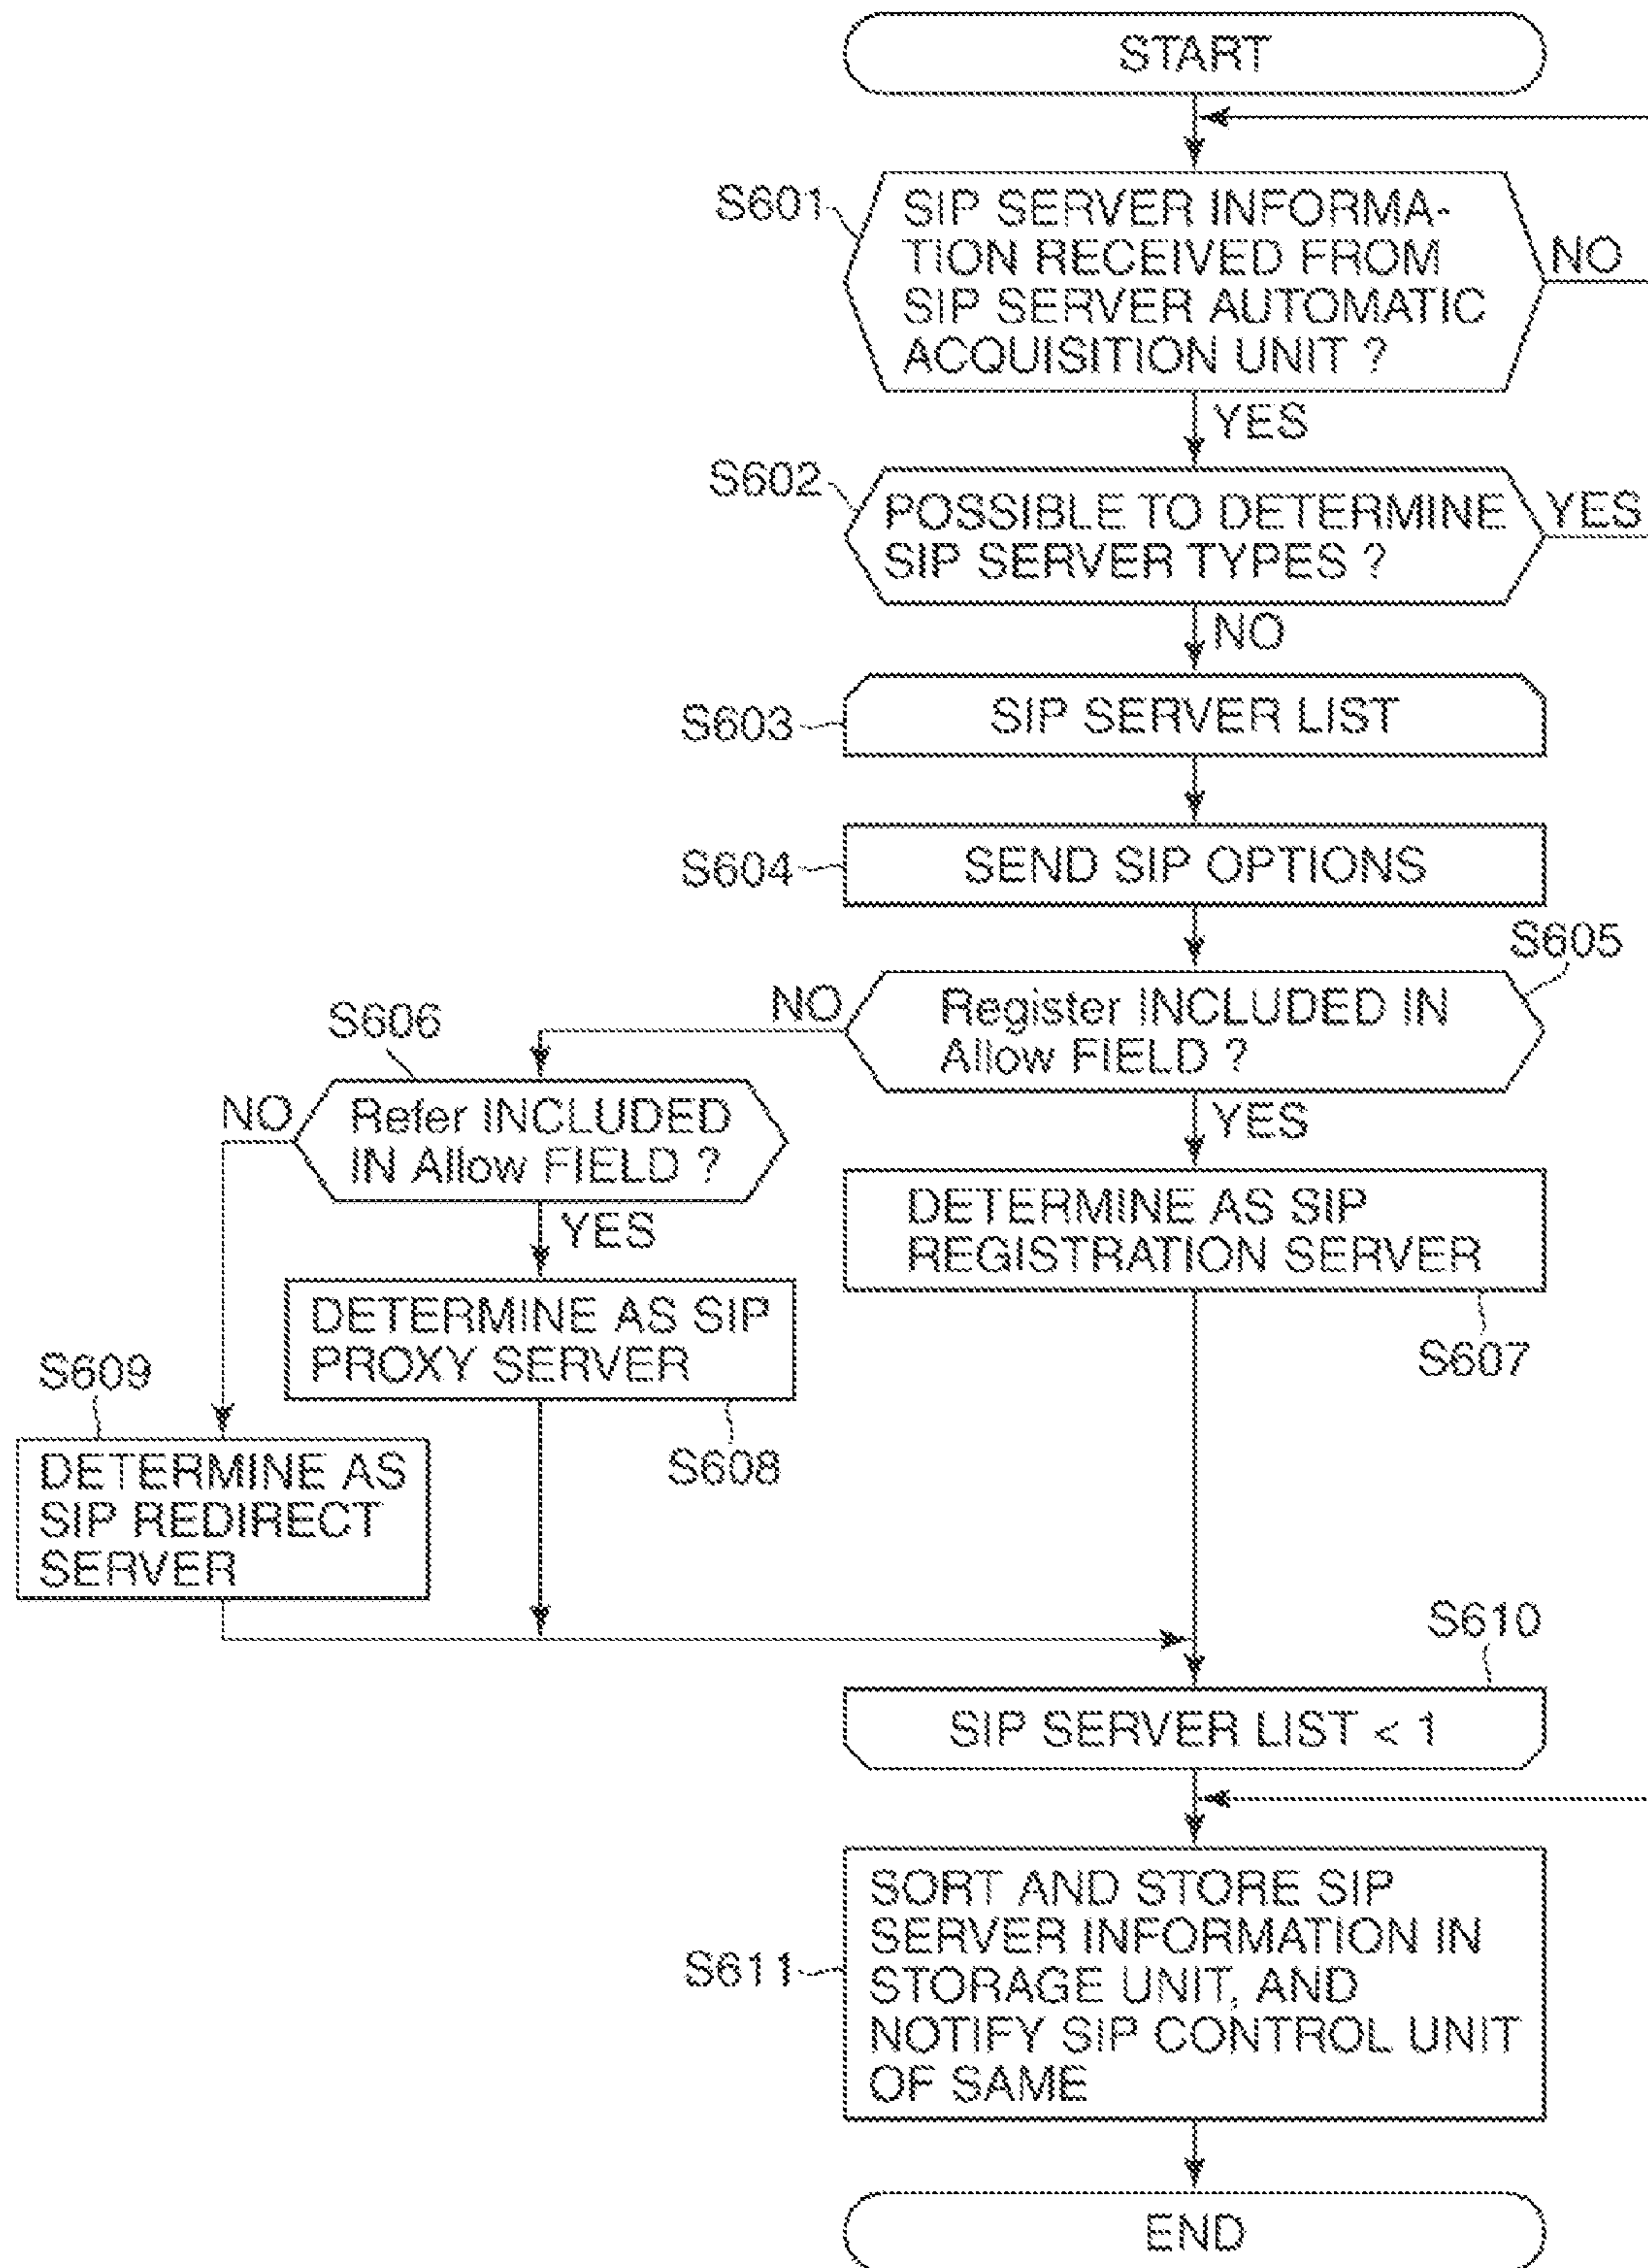 START
S601
SIP SERVER INFORMA-
TION RECEIVED FROM
SIP SERVER AUTOMATIC
ACQUISITION UNIT ?
NO
YES
S602
POSSIBLE TO DETERMINE
SIP SERVER TYPES ?
YES
NO
S603
SIP SERVER LIST
S604
SEND SIP OPTIONS
S605
Register INCLUDED IN
Allow FIELD ?
NO
YES
S606
Refer INCLUDED
IN Allow FIELD ?
NO
YES
DETERMINE AS SIP
REGISTRATION SERVER
S607
DETERMINE AS SIP
PROXY SERVER
S608
S609
DETERMINE AS
SIP REDIRECT
SERVER
S610
SIP SERVER LIST < 1
S611
SORT AND STORE SIP
SERVER INFORMATION IN
STORAGE UNIT, AND
NOTIFY SIP CONTROL UNIT
OF SAME
END